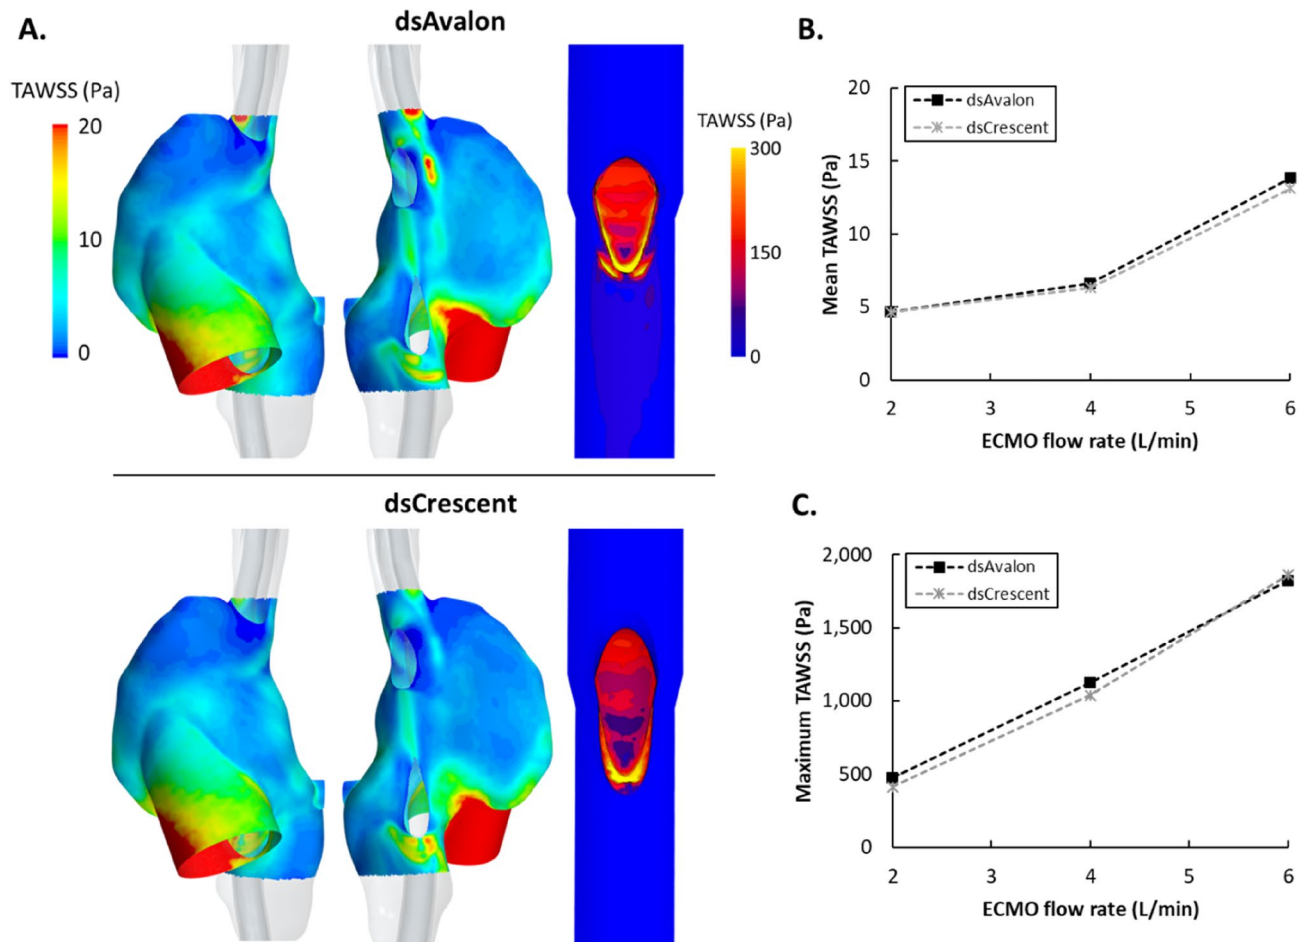 A.
dsAvalon
TAWSS (Pa)
20
10
0
TAWSS (Pa)
300
150
0
dsCrescent
B.
20
15
10
5
0
Mean TAWSS (Pa)
dsAvalon
dsCrescent
2 3 4 5 6
ECMO flow rate (L/min)
C.
2,000
1,500
1,000
500
0
Maximum TAWSS (Pa)
dsAvalon
dsCrescent
2 3 4 5 6
ECMO flow rate (L/min)